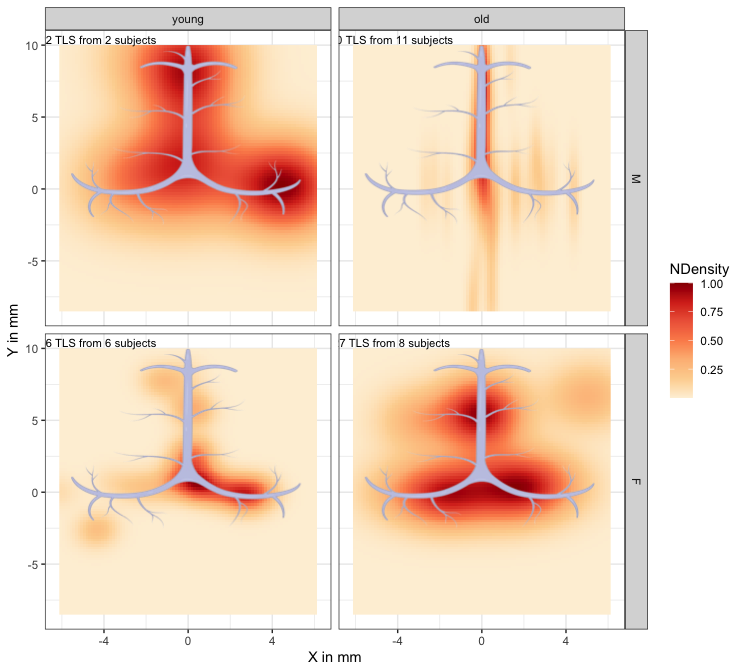 young
old
2 TLS from 2 subjects
TLS from 11 subjects
10
5
0
-5
M
6 TLS from 6 subjects
7 TLS from 8 subjects
10
5
0
-5
F
-4
0
4
-4
0
4
X in mm
Y in mm
NDensity
1.00
0.75
0.50
0.25